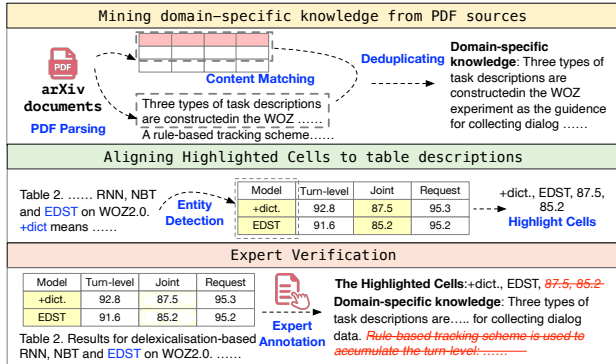 Mining domain-specific knowledge from PDF sources
PDF
arXiv
documents
PDF Parsing
Content Matching
Three types of task descriptions
are constructedin the WOZ ......
A rule-based tracking scheme......
Deduplicating
Domain-specific
knowledge: Three types of
task descriptions are
constructedin the WOZ
experiment as the guidence
for collecting dialog ......
Aligning Highlighted Cells to table descriptions
Table 2. ...... RNN, NBT
and EDST on WOZ2.0.
+dict means ......
Entity
Detection
Model Turn-level Joint Request
+dict. 92.8 87.5 95.3
EDST 91.6 85.2 95.2
+dict., EDST, 87.5,
85.2
Highlight Cells
Expert Verification
Model Turn-level Joint Request
+dict. 92.8 87.5 95.3
EDST 91.6 85.2 95.2
Table 2. Results for delexicalisation-based
RNN, NBT and EDST on WOZ2.0. ......
Expert
Annotation
The Highlighted Cells:+dict., EDST, 87.5, 85.2
Domain-specific knowledge: Three types of
task descriptions are..... for collecting dialog
data. Rule-based tracking scheme is used to
accumulate the turn-level: ......